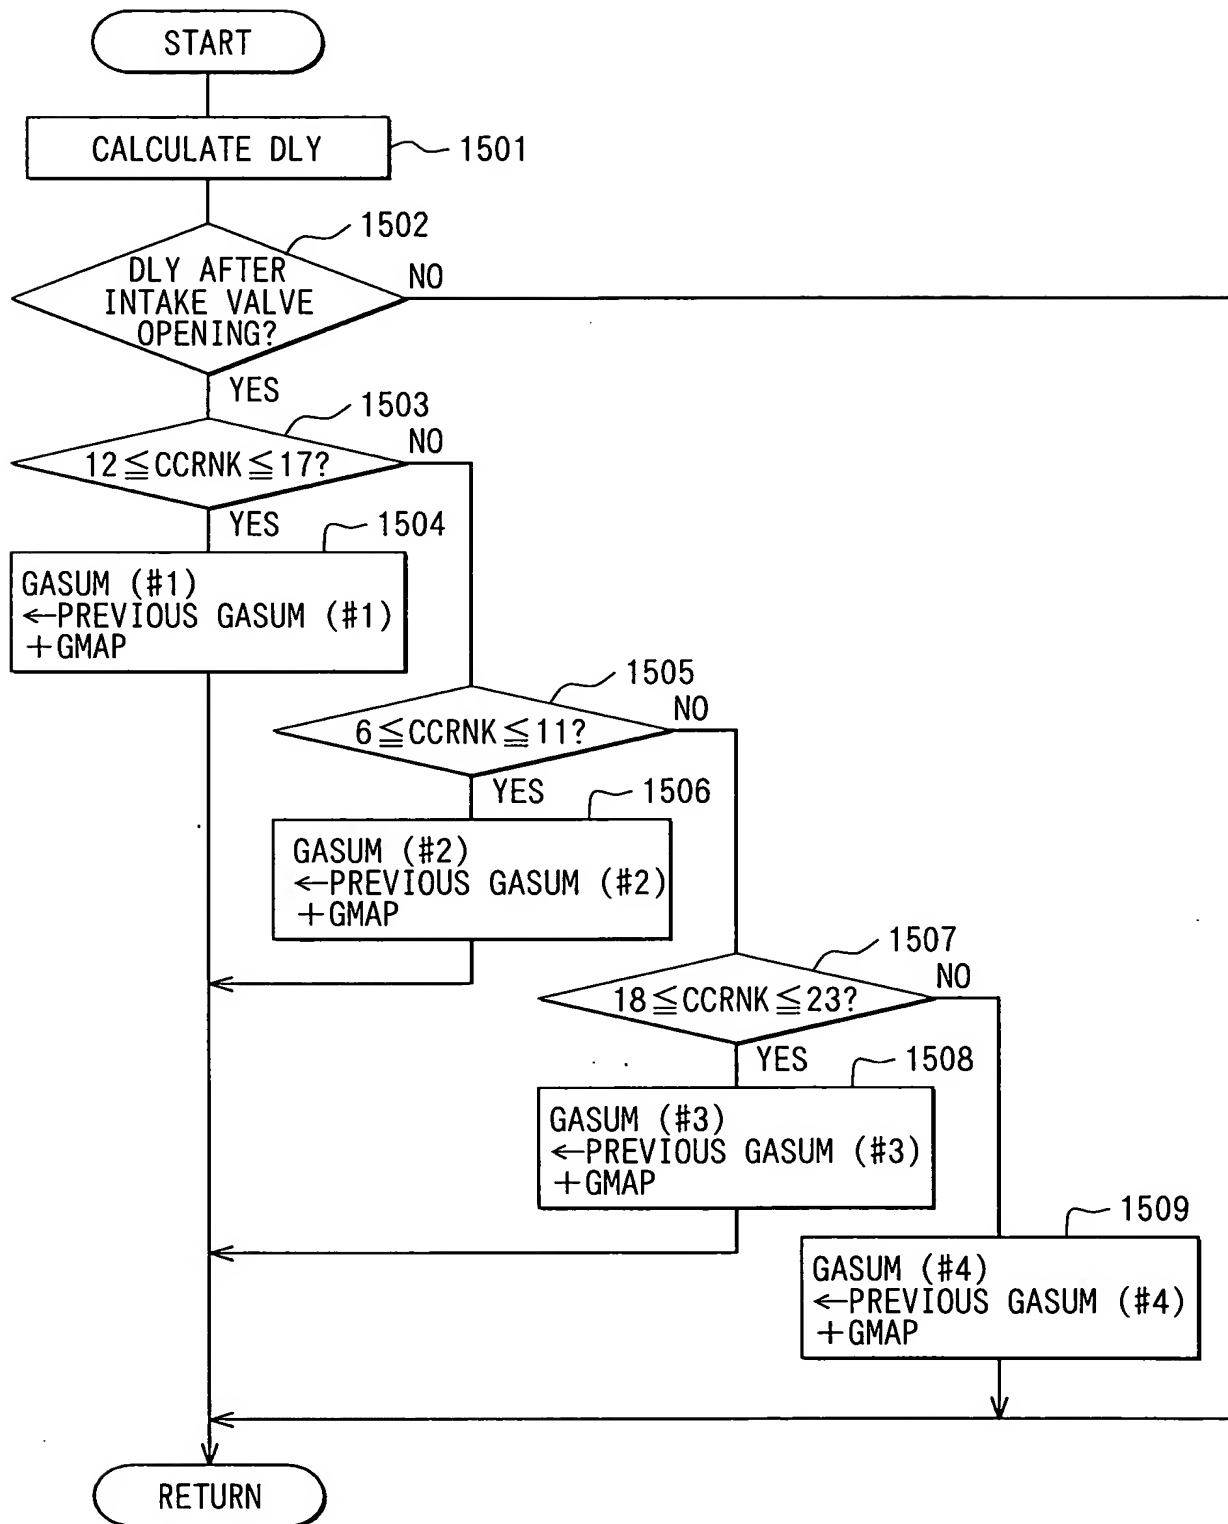 START
CALCULATE DLY
1501
1502
DLY AFTER
INTAKE VALVE
OPENING?
NO
YES
1503
12≦CCRNK≦17?
NO
YES
1504
GASUM (#1)
←PREVIOUS GASUM (#1)
+GMAP
1505
6≦CCRNK≦11?
NO
YES
1506
GASUM (#2)
←PREVIOUS GASUM (#2)
+GMAP
1507
18≦CCRNK≦23?
NO
YES
1508
GASUM (#3)
←PREVIOUS GASUM (#3)
+GMAP
1509
GASUM (#4)
←PREVIOUS GASUM (#4)
+GMAP
RETURN